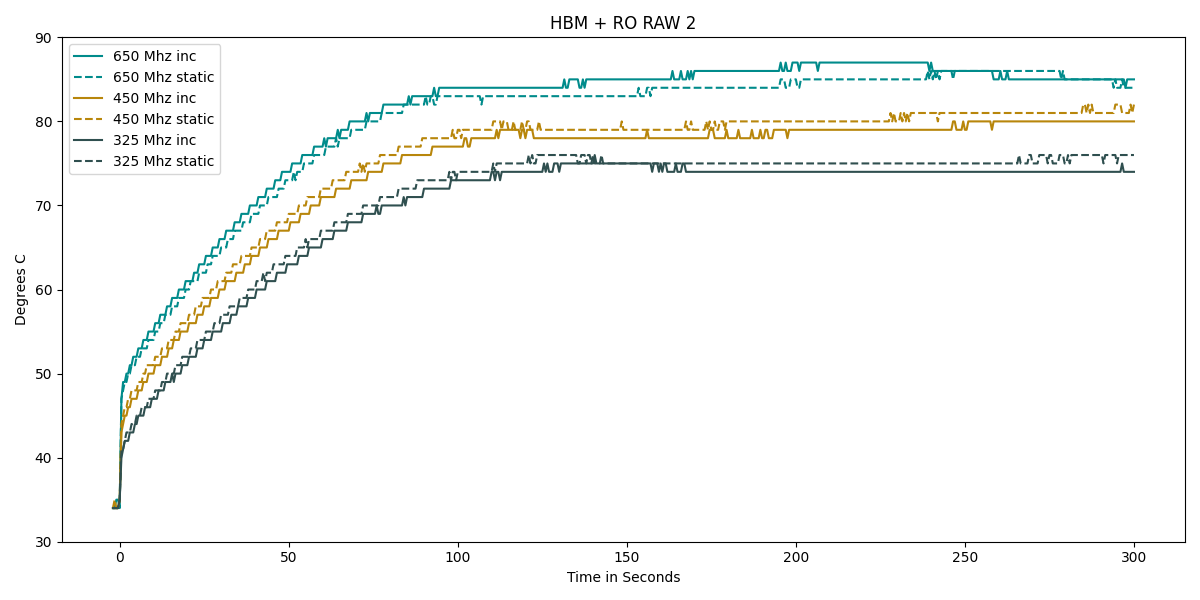 HBM + RO RAW 2
650 Mhz inc
650 Mhz static
450 Mhz inc
450 Mhz static
325 Mhz inc
325 Mhz static
Degrees C
90
80
70
60
50
40
30
0
50
100
150
200
250
300
Time in Seconds